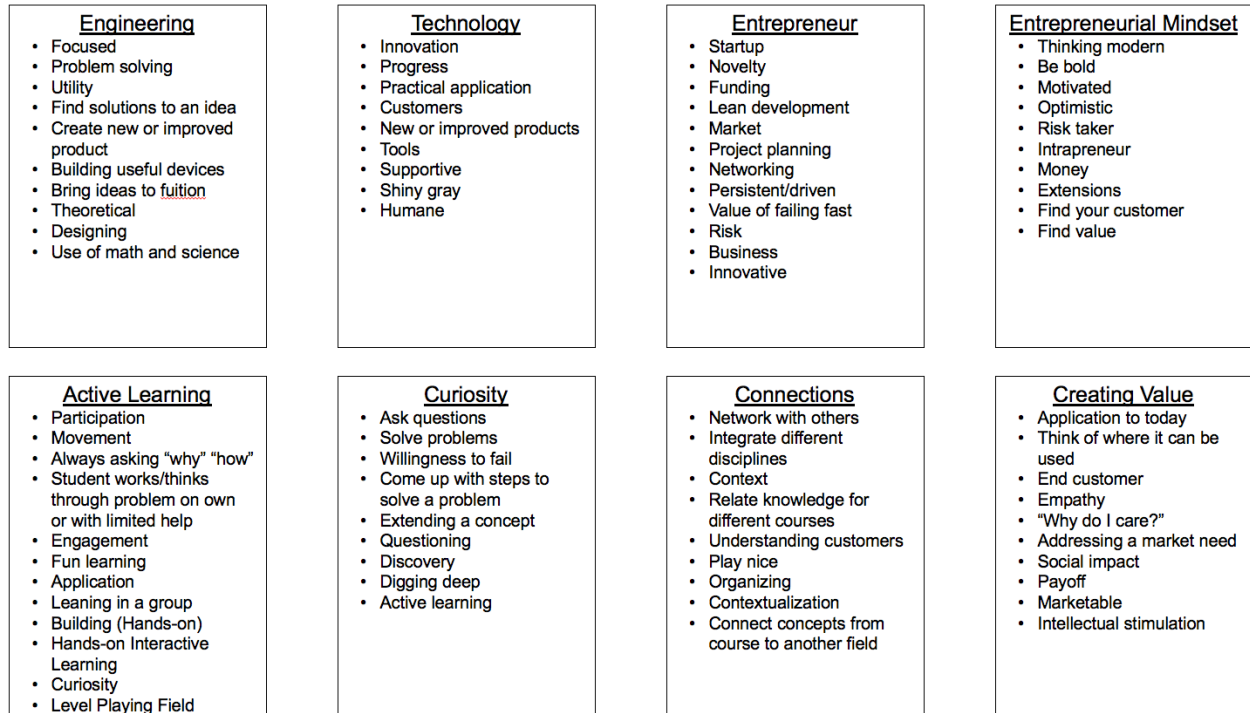 Engineering
• Focused
• Problem solving
• Utility
• Find solutions to an idea
• Create new or improved
product
• Building useful devices
• Bring ideas to fuition
• Theoretical
• Designing
• Use of math and science
Technology
• Innovation
• Progress
• Practical application
• Customers
• New or improved products
• Tools
• Supportive
• Shiny gray
• Humane
Entrepreneur
• Startup
• Novelty
• Funding
• Lean development
• Market
• Project planning
• Networking
• Persistent/driven
• Value of failing fast
• Risk
• Business
• Innovative
Entrepreneurial Mindset
• Thinking modern
• Be bold
• Motivated
• Optimistic
• Risk taker
• Intrapreneur
• Money
• Extensions
• Find your customer
• Find value
Active Learning
• Participation
• Movement
• Always asking “why” “how”
• Student works/thinks
through problem on own
or with limited help
• Engagement
• Fun learning
• Application
• Leaning in a group
• Building (Hands-on)
• Hands-on Interactive
Learning
• Curiosity
• Level Playing Field
Curiosity
• Ask questions
• Solve problems
• Willingness to fail
• Come up with steps to
solve a problem
• Extending a concept
• Questioning
• Discovery
• Digging deep
• Active learning
Connections
• Network with others
• Integrate different
disciplines
• Context
• Relate knowledge for
different courses
• Understanding customers
• Play nice
• Organizing
• Contextualization
• Connect concepts from
course to another field
Creating Value
• Application to today
• Think of where it can be
used
• End customer
• Empathy
• “Why do I care?”
• Addressing a market need
• Social impact
• Payoff
• Marketable
• Intellectual stimulation